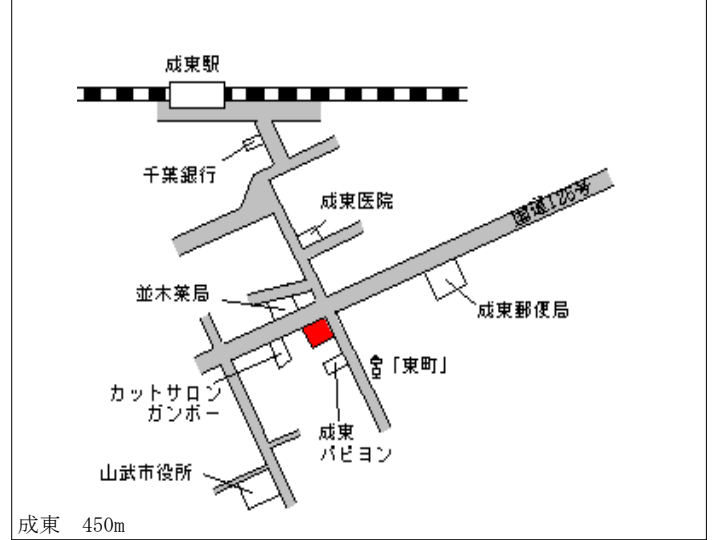 成東駅
千葉銀行
成東医院
国道126号
並木薬局
成東郵便局
「東町」
カットサロン
ガンボー
成東
パピヨン
山武市役所
成東 450m